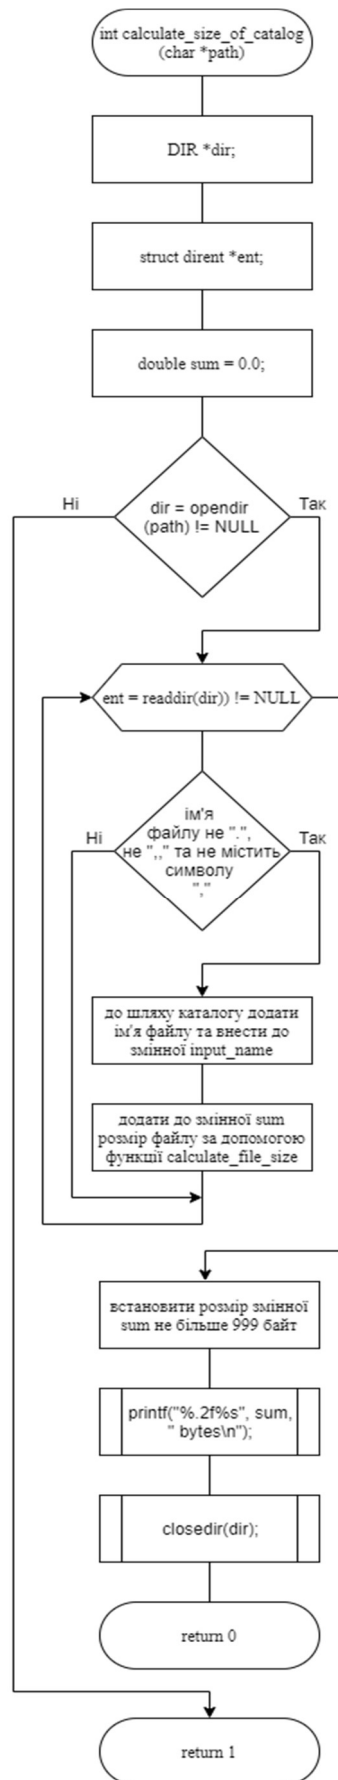 int calculate_size_of_catalog
(char *path)
DIR *dir;
struct dirent *ent;
double sum = 0.0;
Ні
dir = opendir
(path) != NULL
Так
ent = readdir(dir)) != NULL
Ні
ім'я
файлу не ".",
не ",," та не містить
символу
","
Так
до шляху каталогу додати
ім'я файлу та внести до
змінної input_name
додати до змінної sum
розмір файлу за допомогою
функції calculate_file_size
встановити розмір змінної
sum не більше 999 байт
printf("%.2f%s", sum,
" bytes\n");
closedir(dir);
return 0
return 1